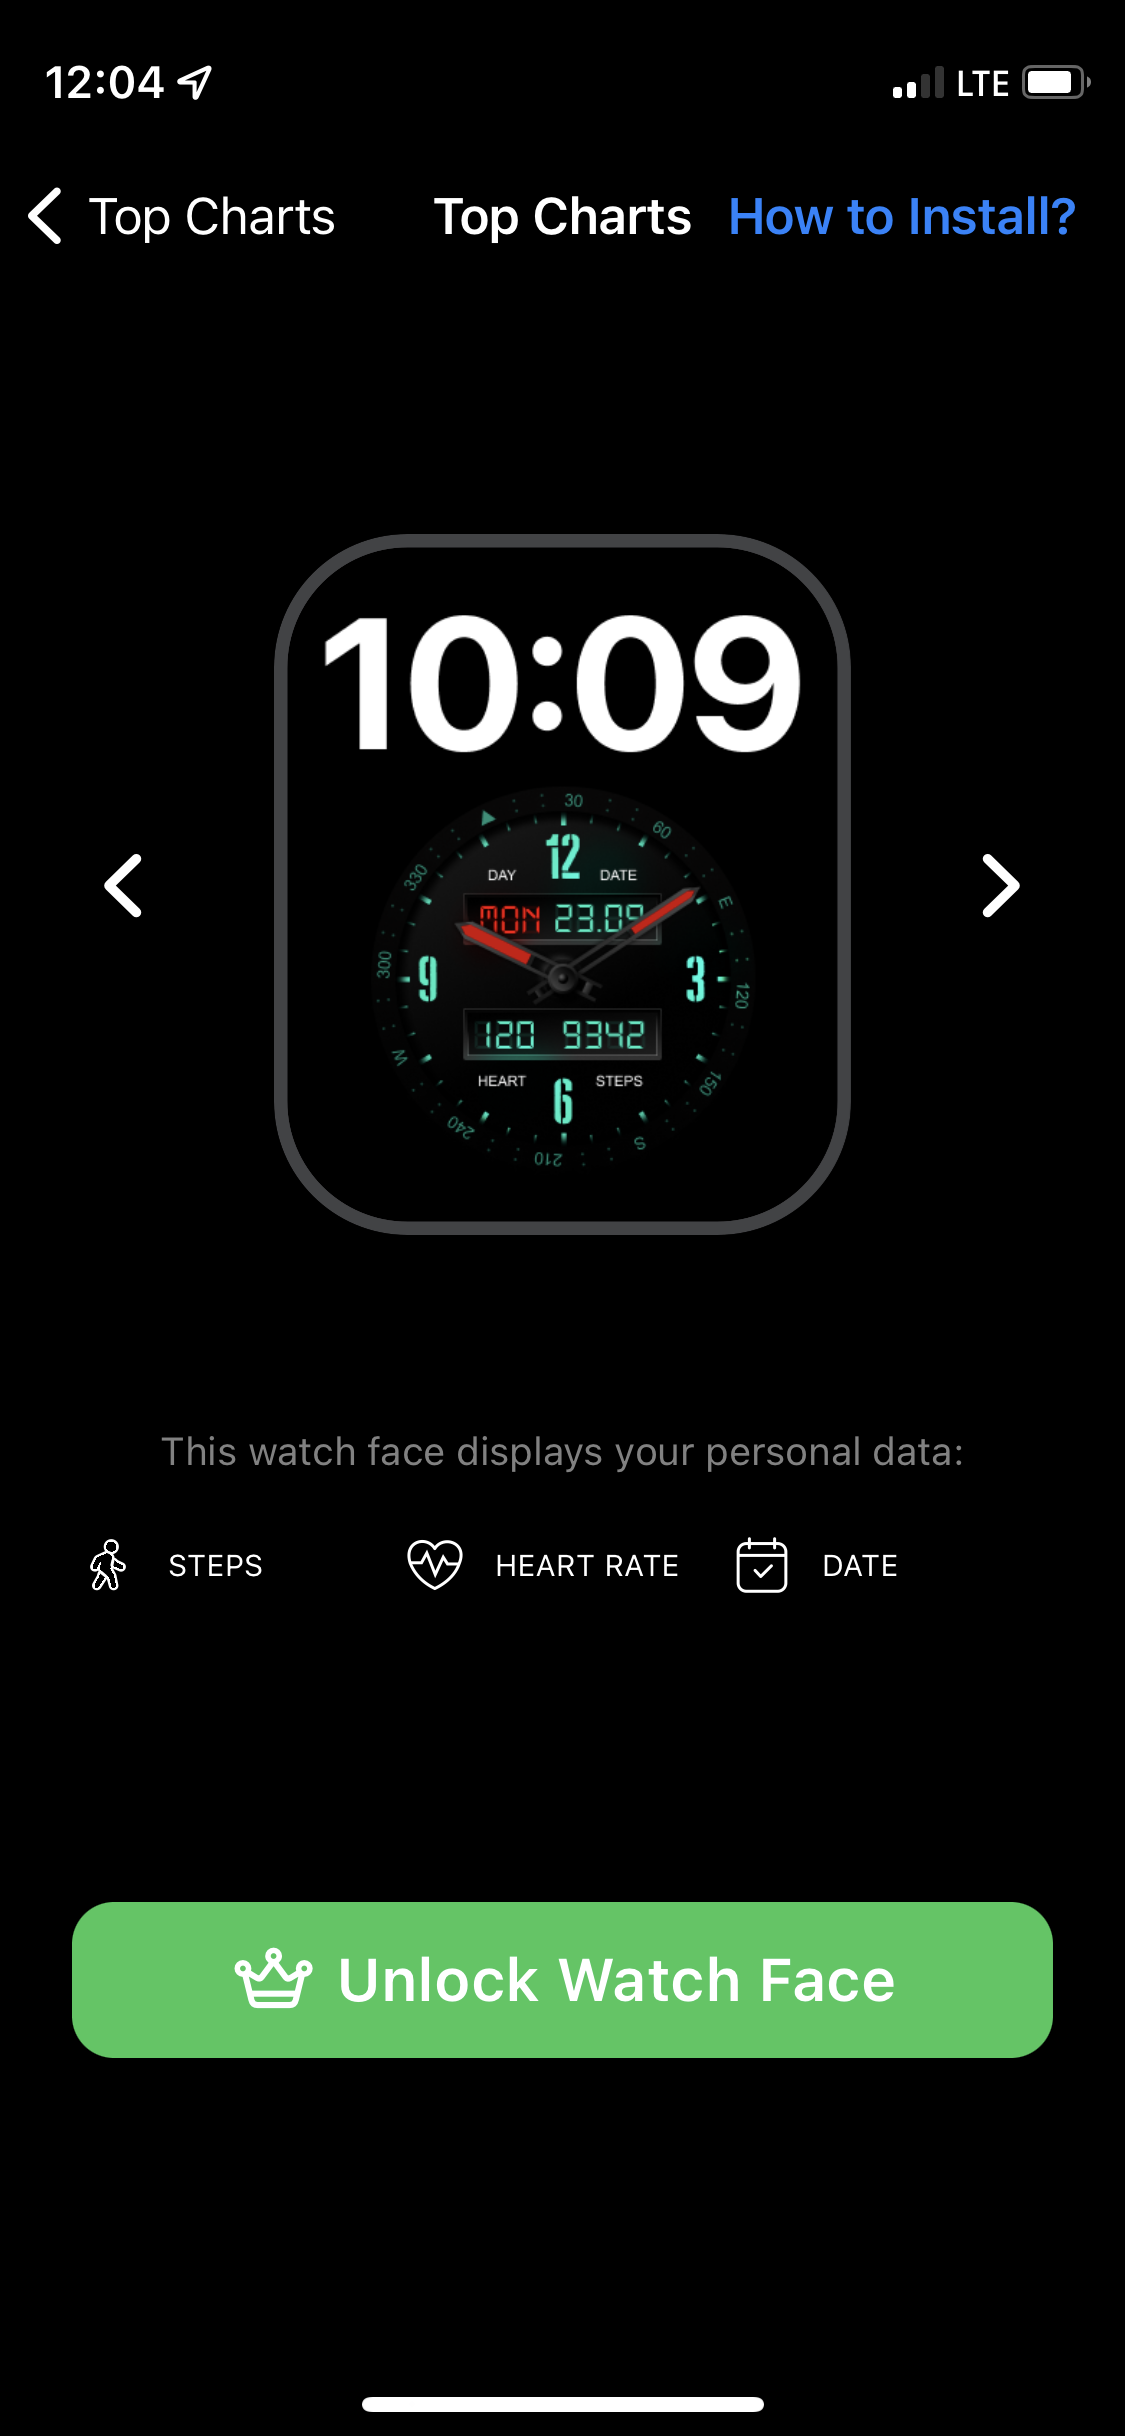 12:04
LTE
Top Charts
Top Charts
How to Install?
10:09
30
60
E
120
150
S
210
240
W
300
330
12
DAY
DATE
MON 23.09
9
3
120 9342
HEART
STEPS
6
This watch face displays your personal data:
STEPS
HEART RATE
DATE
Unlock Watch Face